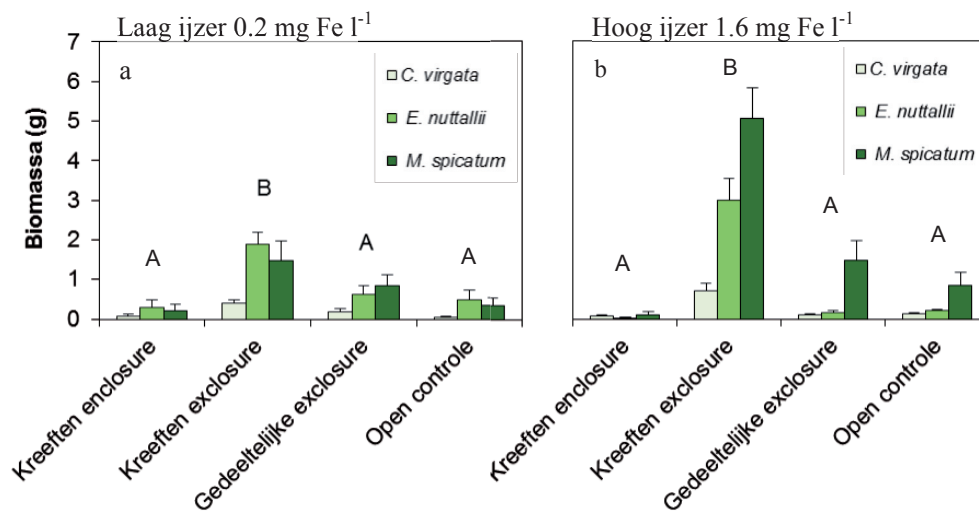 Laag ijzer 0.2 mg Fe l⁻¹
Hoog ijzer 1.6 mg Fe l⁻¹
Biomassa (g)
7
6
5
4
3
2
1
0
a
C. virgata
E. nuttallii
M. spicatum
A
B
A
A
Kreeften enclosure
Kreeften exclosure
Gedeeltelijke exclosure
Open controle
b
C. virgata
E. nuttallii
M. spicatum
A
B
A
A
Kreeften enclosure
Kreeften exclosure
Gedeeltelijke exclosure
Open controle